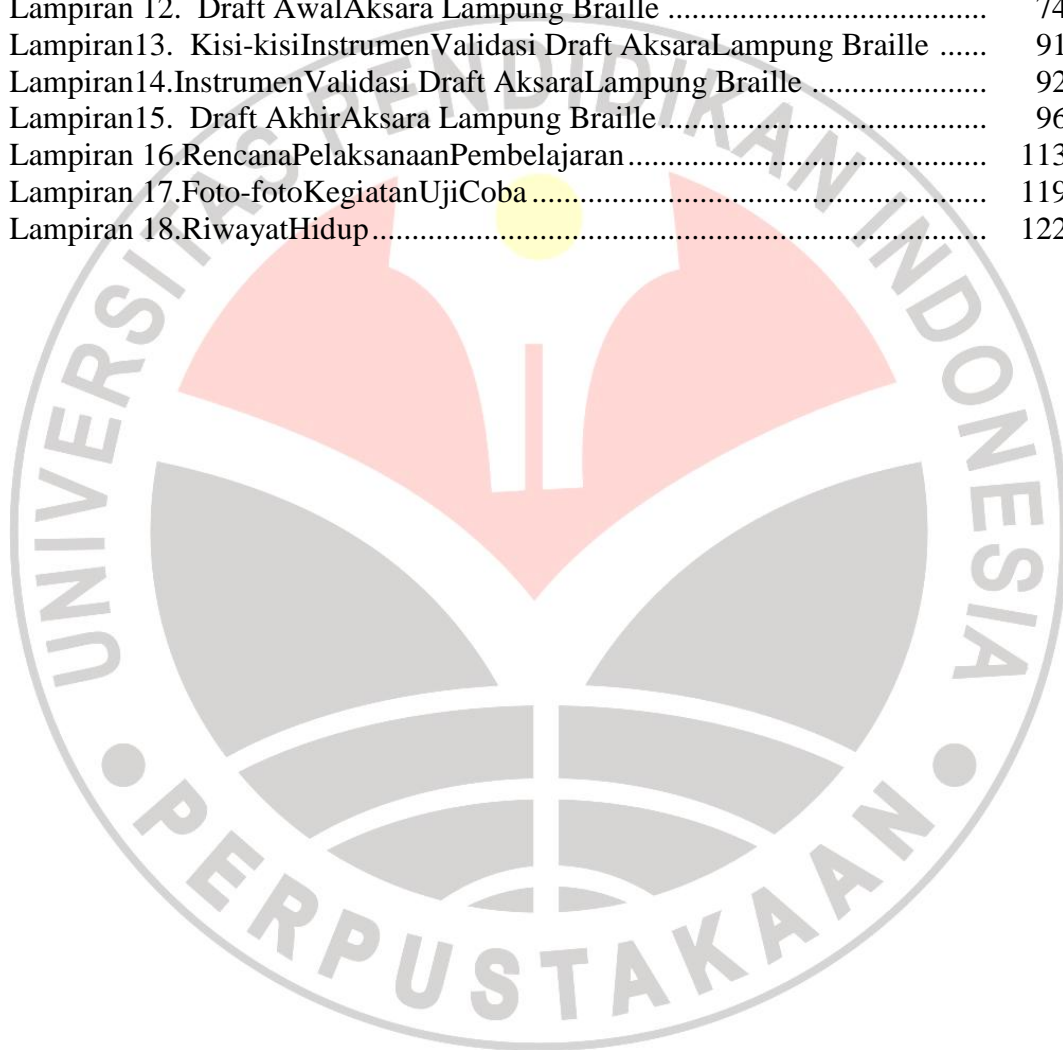 Lampiran 12. Draft AwalAksara Lampung Braille ........................................ 74
Lampiran13. Kisi-kisiInstrumenValidasi Draft AksaraLampung Braille ...... 91
Lampiran14.InstrumenValidasi Draft AksaraLampung Braille ...................... 92
Lampiran15. Draft AkhirAksara Lampung Braille......................................... 96
Lampiran 16.RencanaPelaksanaanPembelajaran............................................. 113
Lampiran 17.Foto-fotoKegiatanUjiCoba ......................................................... 119
Lampiran 18.RiwayatHidup............................................................................. 122
UNIVERSITAS PENDIDIKAN INDONESIA
PERPUSTAKAAN